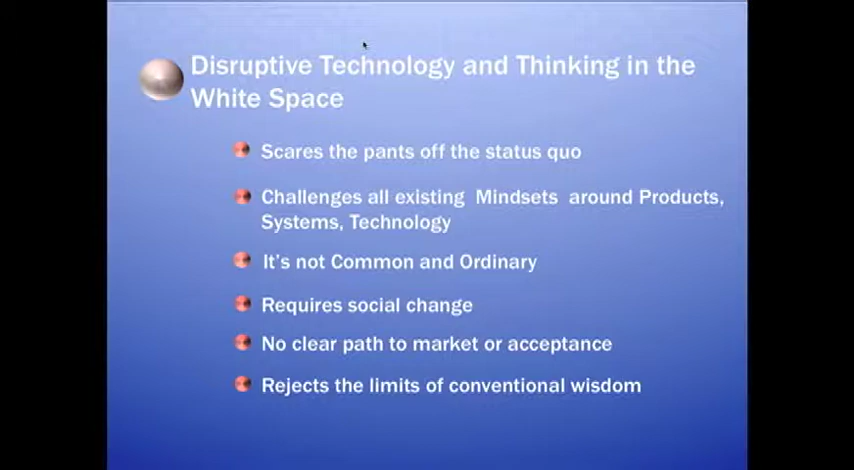 Disruptive Technology and Thinking in the
White Space
Scares the pants off the status quo
Challenges all existing Mindsets around Products,
Systems, Technology
It's not Common and Ordinary
Requires social change
No clear path to market or acceptance
Rejects the limits of conventional wisdom